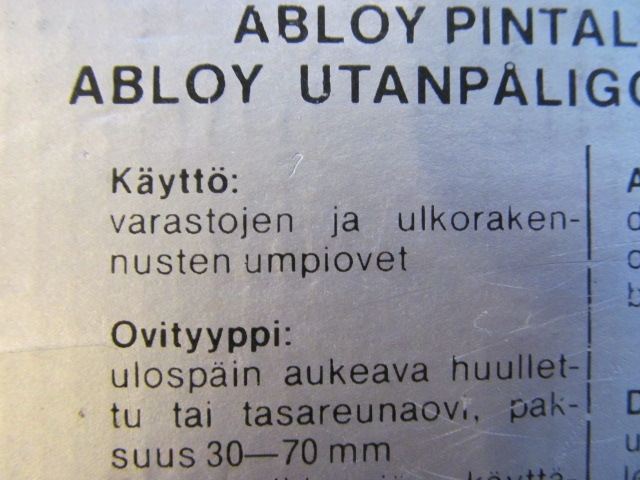 ABLOY PINTAL
ABLOY UTANPÅLIGG
Käyttö:
varastojen ja ulkoraken-
nusten umpiovet
Ovityyppi:
ulospäin aukeava huullet-
tu tai tasareunaovi, pak-
suus 30—70 mm